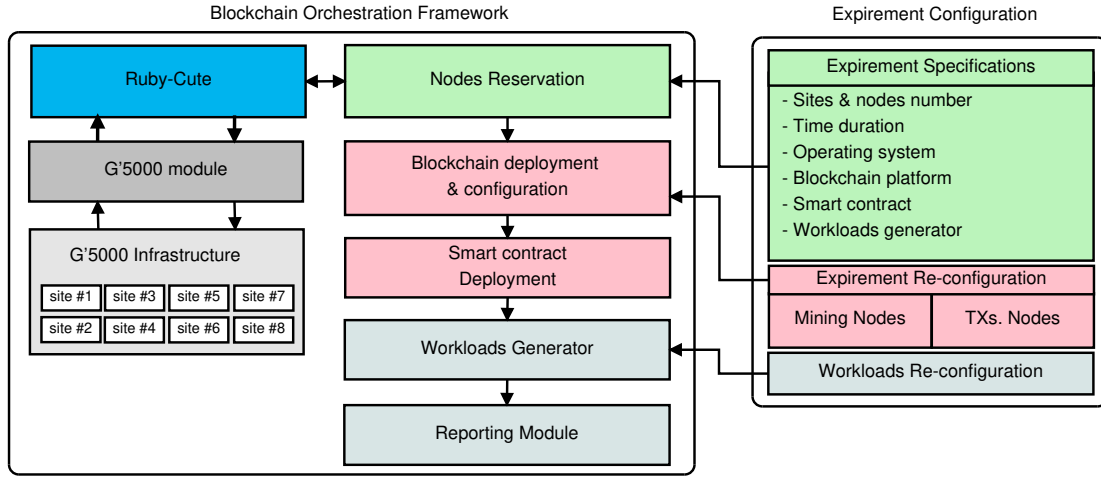 Blockchain Orchestration Framework
Expirement Configuration
Ruby-Cute
Nodes Reservation
G'5000 module
Blockchain deployment
& configuration
G'5000 Infrastructure
site #1
site #3
site #5
site #7
site #2
site #4
site #6
site #8
Smart contract
Deployment
Workloads Generator
Reporting Module
Expirement Specifications
- Sites & nodes number
- Time duration
- Operating system
- Blockchain platform
- Smart contract
- Workloads generator
Expirement Re-configuration
Mining Nodes
TXs. Nodes
Workloads Re-configuration